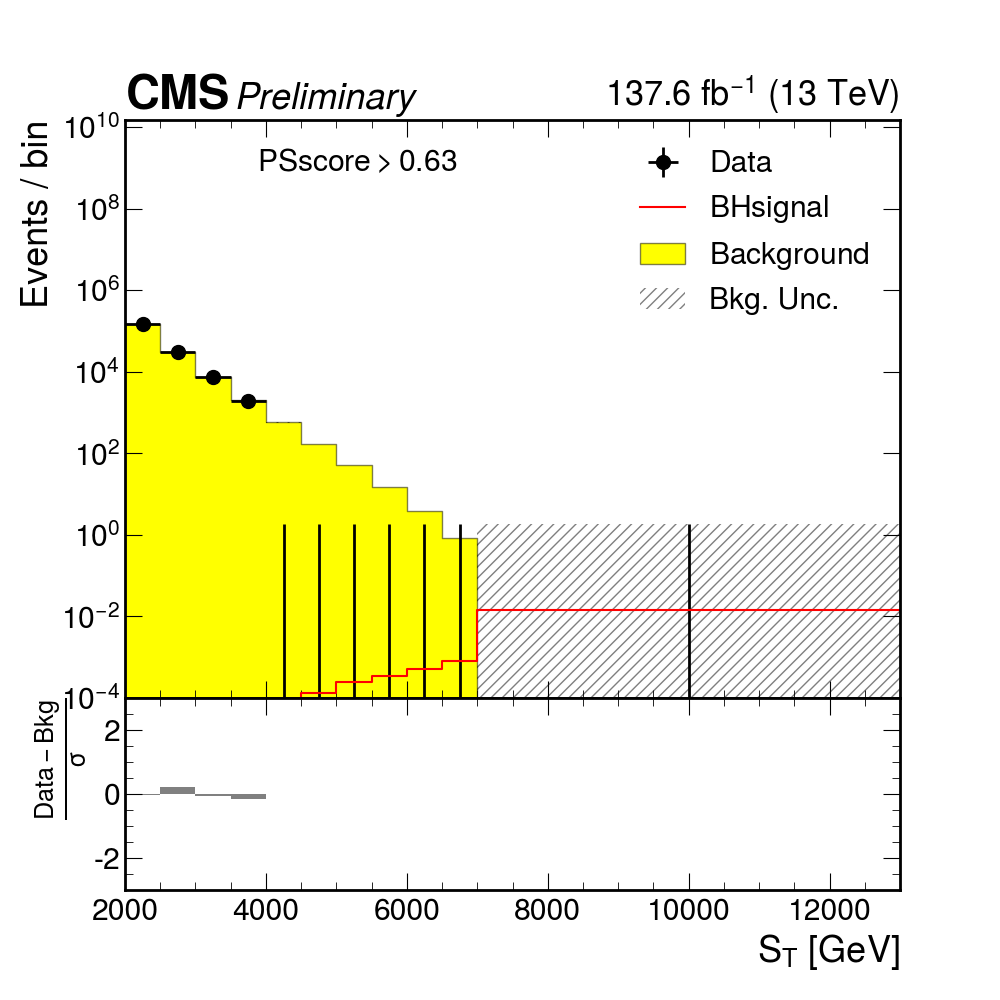 CMS Preliminary 137.6 fb⁻¹ (13 TeV)
Events / bin
10¹⁰
10⁸
10⁶
10⁴
10²
10⁰
10⁻²
10⁻⁴
PSscore > 0.63
Data
BHsignal
Background
Bkg. Unc.
Data – Bkg
σ
2
0
-2
2000 4000 6000 8000 10000 12000
S_T [GeV]